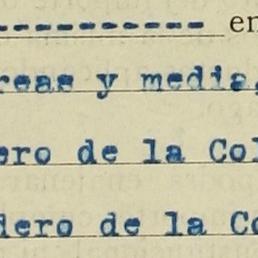 ----------- en
reas y media,
ero de la Col
dero de la Co